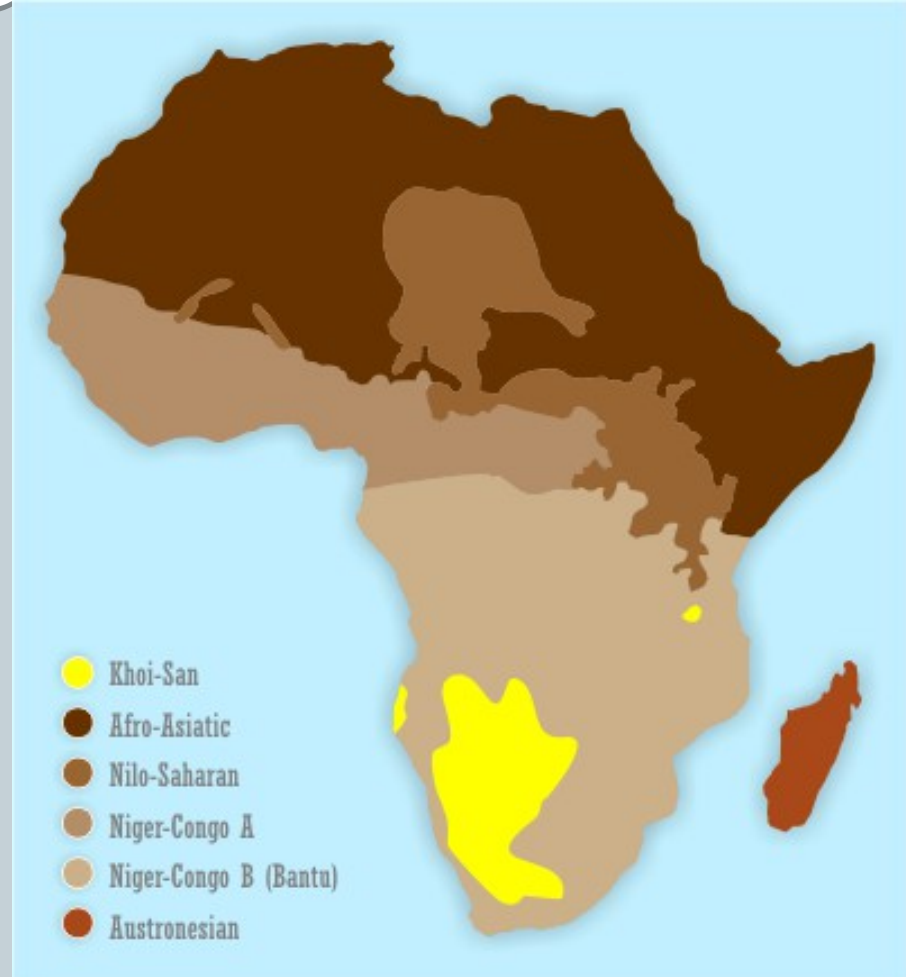 Khoi-San
Afro-Asiatic
Nilo-Saharan
Niger-Congo A
Niger-Congo B (Bantu)
Austronesian